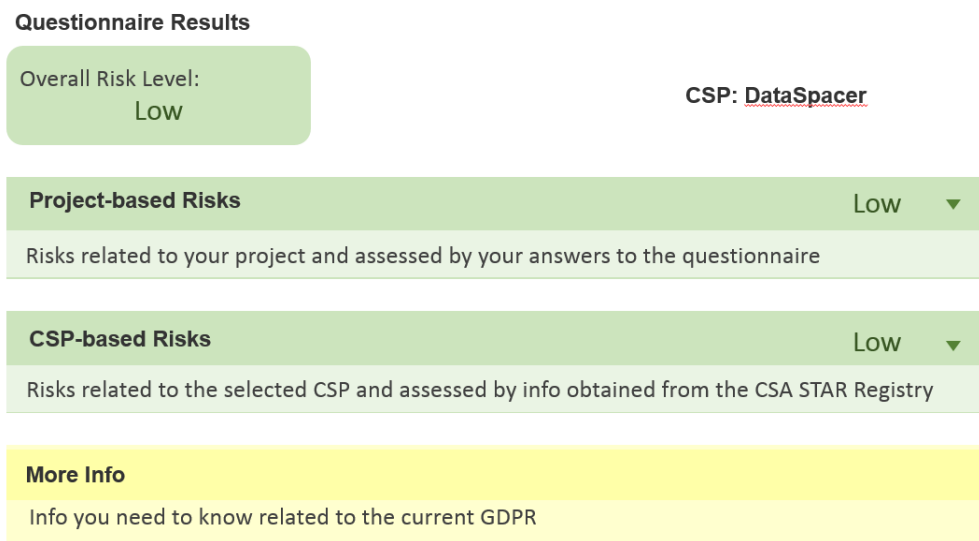 Questionnaire Results
Overall Risk Level:
Low
CSP: DataSpacer
Project-based Risks
Low
Risks related to your project and assessed by your answers to the questionnaire
CSP-based Risks
Low
Risks related to the selected CSP and assessed by info obtained from the CSA STAR Registry
More Info
Info you need to know related to the current GDPR